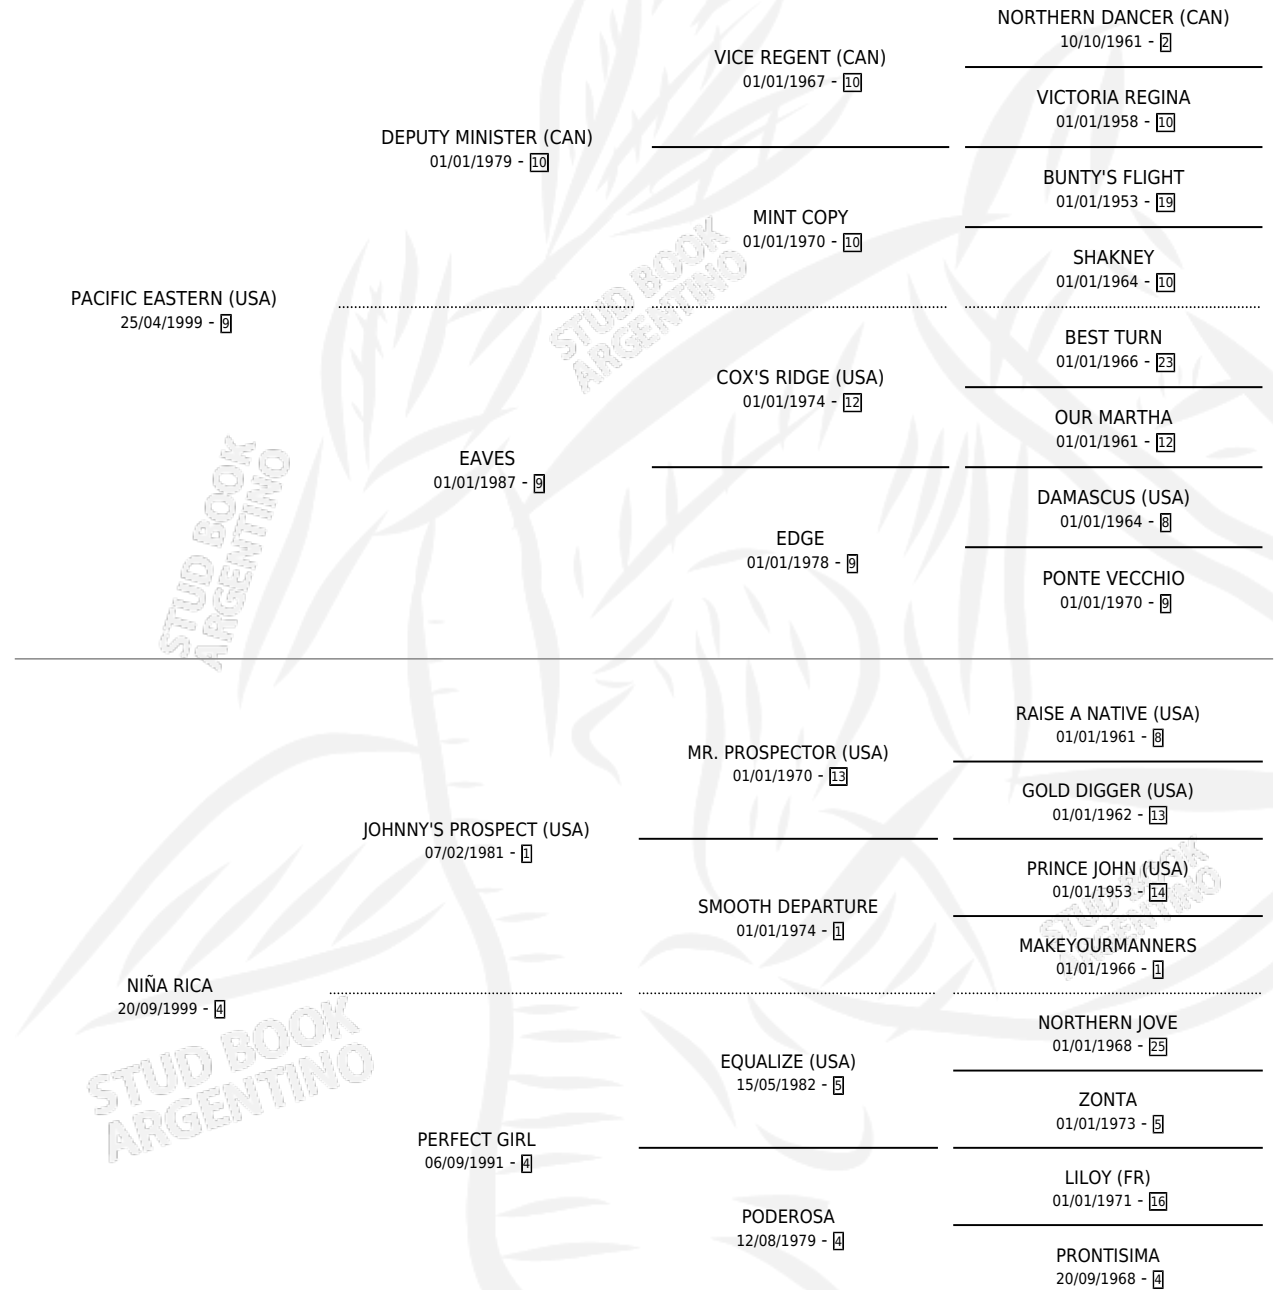 NORTHERN DANCER (CAN)
10/10/1961 - 2
VICE REGENT (CAN)
01/01/1967 - 10
VICTORIA REGINA
01/01/1958 - 10
DEPUTY MINISTER (CAN)
01/01/1979 - 10
BUNTY'S FLIGHT
01/01/1953 - 19
MINT COPY
01/01/1970 - 10
SHAKNEY
01/01/1964 - 10
PACIFIC EASTERN (USA)
25/04/1999 - 9
BEST TURN
01/01/1966 - 23
COX'S RIDGE (USA)
01/01/1974 - 12
OUR MARTHA
01/01/1961 - 12
EAVES
01/01/1987 - 9
DAMASCUS (USA)
01/01/1964 - 8
EDGE
01/01/1978 - 9
PONTE VECCHIO
01/01/1970 - 9
RAISE A NATIVE (USA)
01/01/1961 - 8
MR. PROSPECTOR (USA)
01/01/1970 - 13
GOLD DIGGER (USA)
01/01/1962 - 13
JOHNNY'S PROSPECT (USA)
07/02/1981 - 1
PRINCE JOHN (USA)
01/01/1953 - 14
SMOOTH DEPARTURE
01/01/1974 - 1
MAKEYOURMANNERS
01/01/1966 - 1
NIÑA RICA
20/09/1999 - 4
NORTHERN JOVE
01/01/1968 - 25
EQUALIZE (USA)
15/05/1982 - 5
ZONTA
01/01/1973 - 5
PERFECT GIRL
06/09/1991 - 4
LILOY (FR)
01/01/1971 - 16
PODEROSA
12/08/1979 - 4
PRONTISIMA
20/09/1968 - 4
STUD BOOK
ARGENTINO
STUD BOOK
ARGENTINO
STUD BOOK
ARGENTINO
STUD BOOK
ARGENTINO